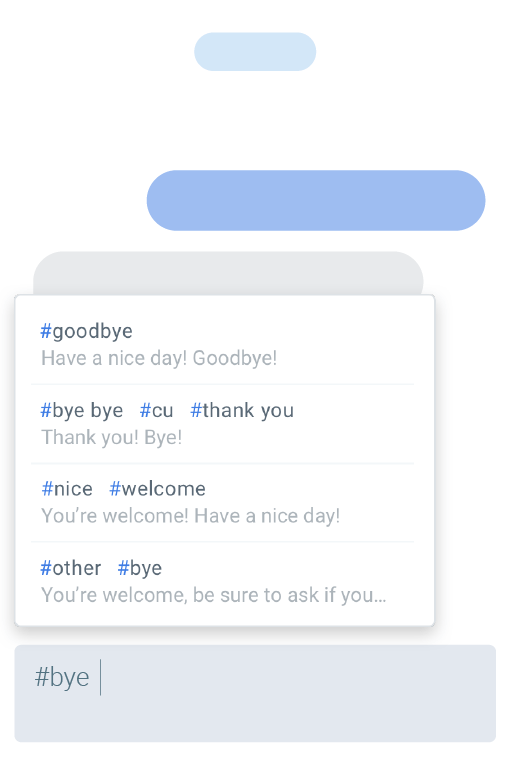 #goodbye
Have a nice day! Goodbye!
#bye bye #cu #thank you
Thank you! Bye!
#nice #welcome
You’re welcome! Have a nice day!
#other #bye
You’re welcome, be sure to ask if you...
#bye